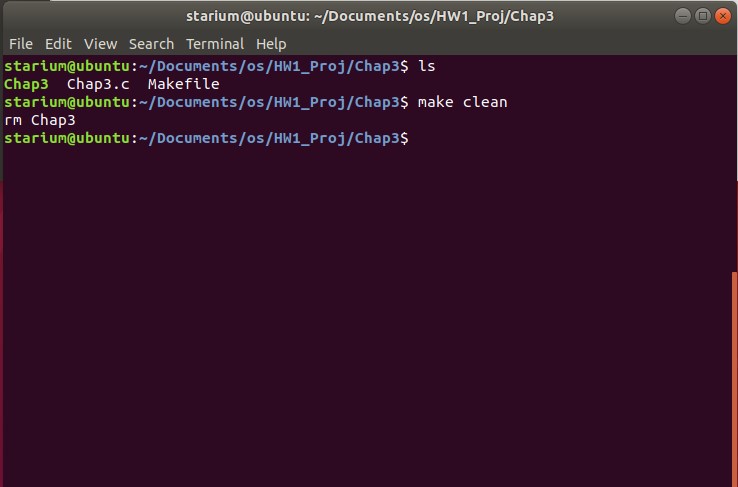 starium@ubuntu: ~/Documents/os/HW1_Proj/Chap3
File Edit View Search Terminal Help
starium@ubuntu:~/Documents/os/HW1_Proj/Chap3$ ls
Chap3  Chap3.c  Makefile
starium@ubuntu:~/Documents/os/HW1_Proj/Chap3$ make clean
rm Chap3
starium@ubuntu:~/Documents/os/HW1_Proj/Chap3$